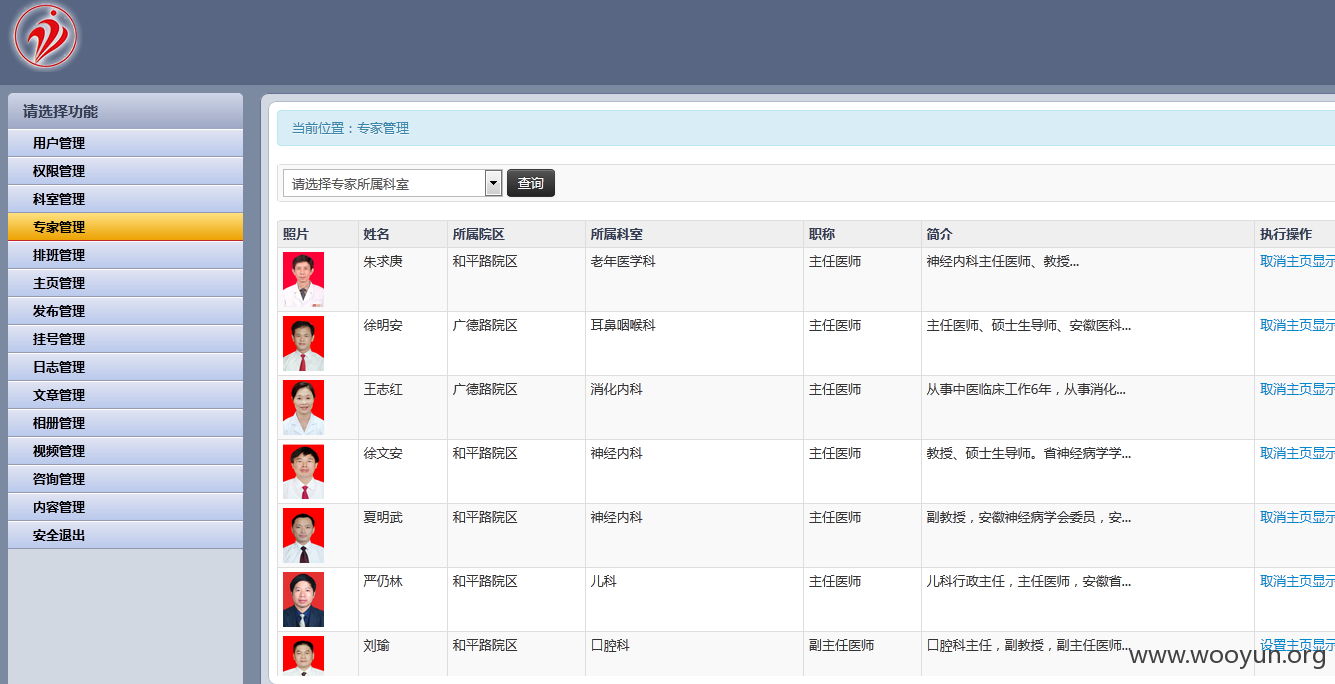 请选择功能
用户管理
权限管理
科室管理
专家管理
排班管理
主页管理
发布管理
挂号管理
日志管理
文章管理
相册管理
视频管理
咨询管理
内容管理
安全退出
当前位置：专家管理
请选择专家所属科室 查询
照片 姓名 所属院区 所属科室 职称 简介 执行操作
朱求庚 和平路院区 老年医学科 主任医师 神经内科主任医师、教授... 取消主页显示
徐明安 广德路院区 耳鼻咽喉科 主任医师 主任医师、硕士生导师、安徽医科... 取消主页显示
王志红 广德路院区 消化内科 主任医师 从事中医临床工作6年，从事消化... 取消主页显示
徐文安 和平路院区 神经内科 主任医师 教授、硕士生导师。省神经病学学... 取消主页显示
夏明武 和平路院区 神经内科 主任医师 副教授，安徽神经病学会委员，安... 取消主页显示
严仍林 和平路院区 儿科 主任医师 儿科行政主任，主任医师，安徽省... 取消主页显示
刘瑜 和平路院区 口腔科 副主任医师 口腔科主任，副教授，副主任医师... 设置主页显示
www.wooyun.org